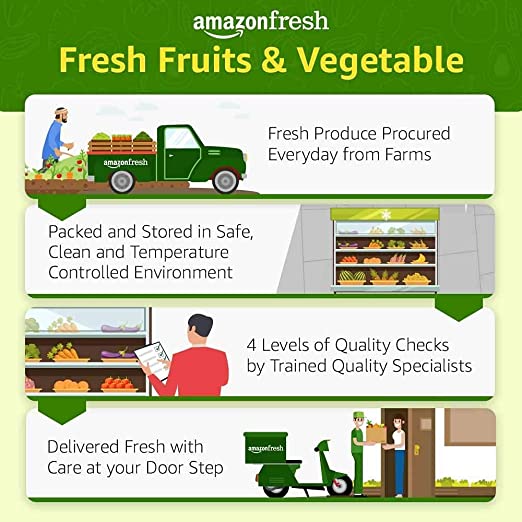 amazonfresh
Fresh Fruits & Vegetable
amazonfresh
Fresh Produce Procured
Everyday from Farms
Packed and Stored in Safe,
Clean and Temperature
Controlled Environment
4 Levels of Quality Checks
by Trained Quality Specialists
Delivered Fresh with
Care at your Door Step
amazonfresh